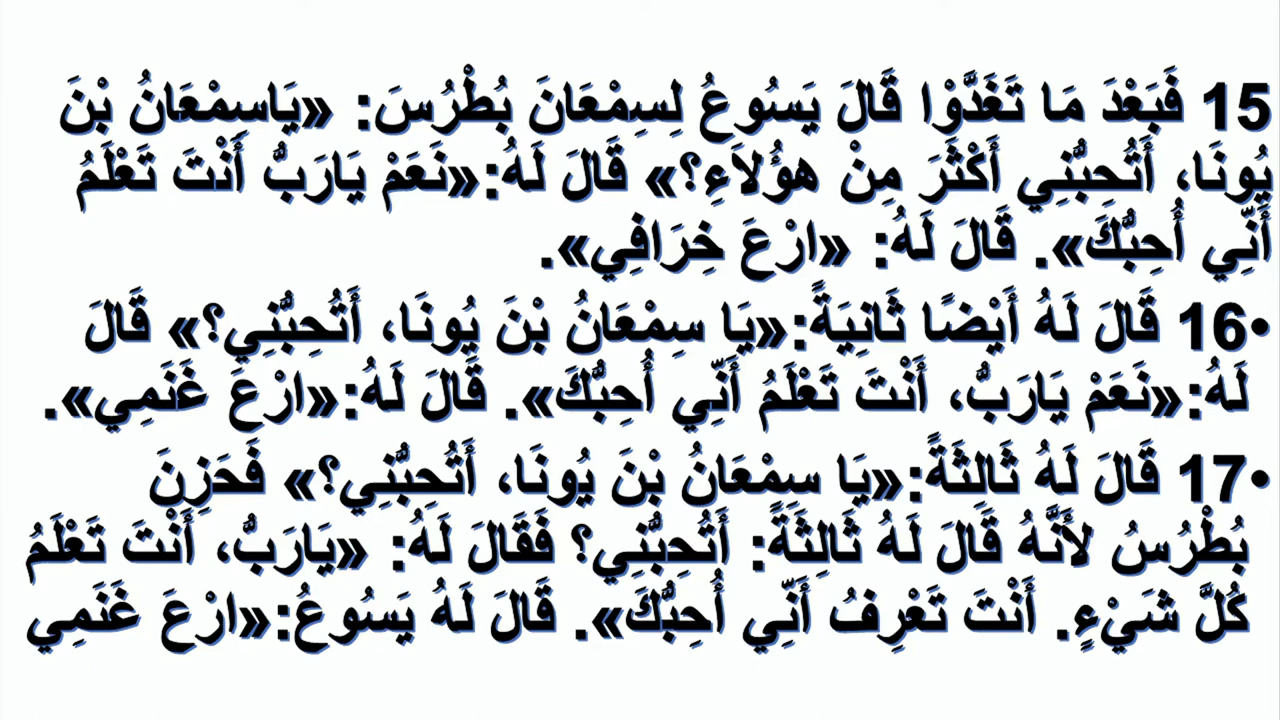 15 فَبَعْدَ مَا تَغَدَّوْا قَالَ يَسُوعُ لِسِمْعَانَ بُطْرُسَ: «يَاسِمْعَانُ بْنَ
يُونَا، أَتُحِبُّنِي أَكْثَرَ مِنْ هؤُلاَءِ؟» قَالَ لَهُ:«نَعَمْ يَارَبُّ أَنْتَ تَعْلَمُ
أَنِّي أُحِبُّكَ». قَالَ لَهُ: «ارْعَ خِرَافِي».
•16 قَالَ لَهُ أَيْضًا ثَانِيَةً:«يَا سِمْعَانُ بْنَ يُونَا، أَتُحِبُّنِي؟» قَالَ
لَهُ:«نَعَمْ يَارَبُّ، أَنْتَ تَعْلَمُ أَنِّي أُحِبُّكَ». قَالَ لَهُ:«ارْعَ غَنَمِي».
•17 قَالَ لَهُ ثَالِثَةً:«يَا سِمْعَانُ بْنَ يُونَا، أَتُحِبُّنِي؟» فَحَزِنَ
بُطْرُسُ لأَنَّهُ قَالَ لَهُ ثَالِثَةً: أَتُحِبُّنِي؟ فَقَالَ لَهُ: «يَارَبُّ، أَنْتَ تَعْلَمُ
كُلَّ شَيْءٍ. أَنْتَ تَعْرِفُ أَنِّي أُحِبُّكَ». قَالَ لَهُ يَسُوعُ:«ارْعَ غَنَمِي